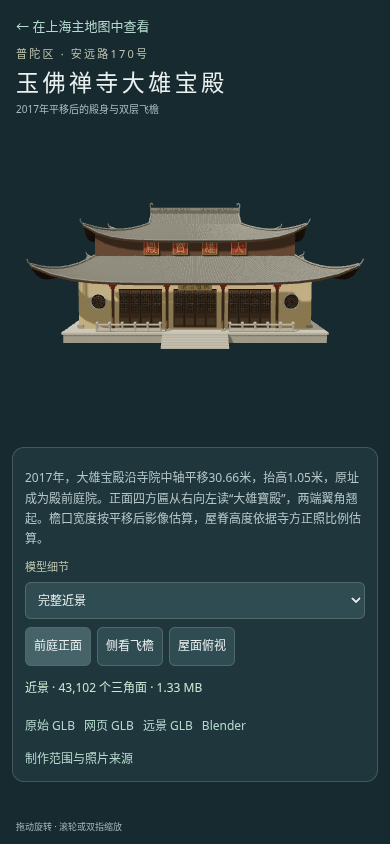 ← 在上海主地图中查看
普陀区 · 安远路170号
玉佛禅寺大雄宝殿
2017年平移后的殿身与双层飞檐
殿 寶 雄 大
2017年，大雄宝殿沿寺院中轴平移30.66米，抬高1.05米，原址
成为殿前庭院。正面四方匾从右向左读“大雄寶殿”，两端翼角翘
起。檐口宽度按平移后影像估算，屋脊高度依据寺方正照比例估
算。
模型细节
完整近景
前庭正面 侧看飞檐 屋面俯视
近景 · 43,102 个三角面 · 1.33 MB
原始 GLB 网页 GLB 远景 GLB Blender
制作范围与照片来源
拖动旋转 · 滚轮或双指缩放